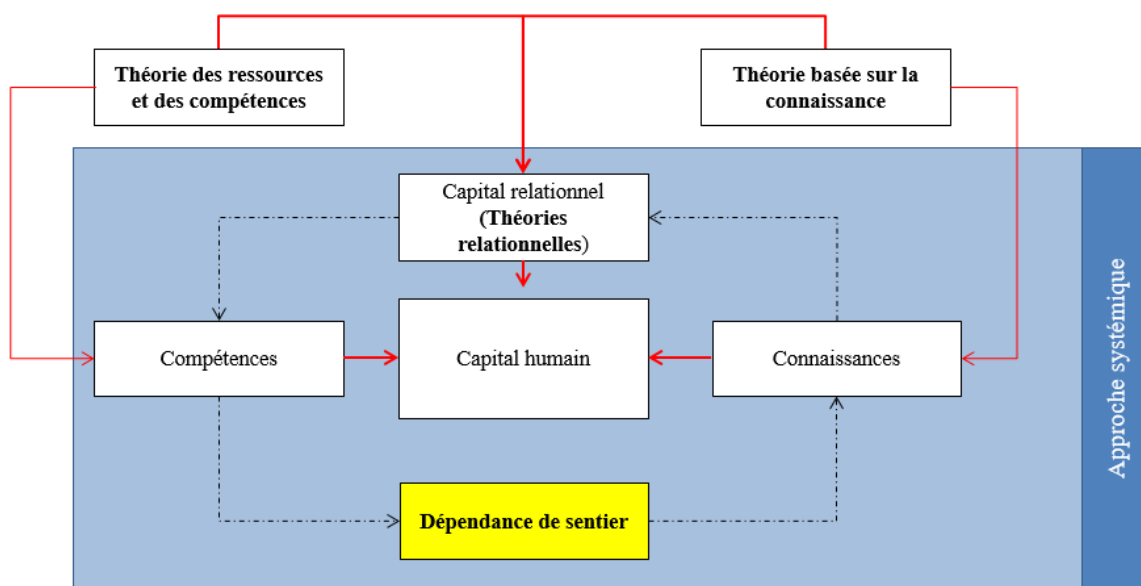 Théorie des ressources
et des compétences
Théorie basée sur la
connaissance
Capital relationnel
(Théories
relationnelles)
Compétences
Capital humain
Connaissances
Dépendance de sentier
Approche systémique